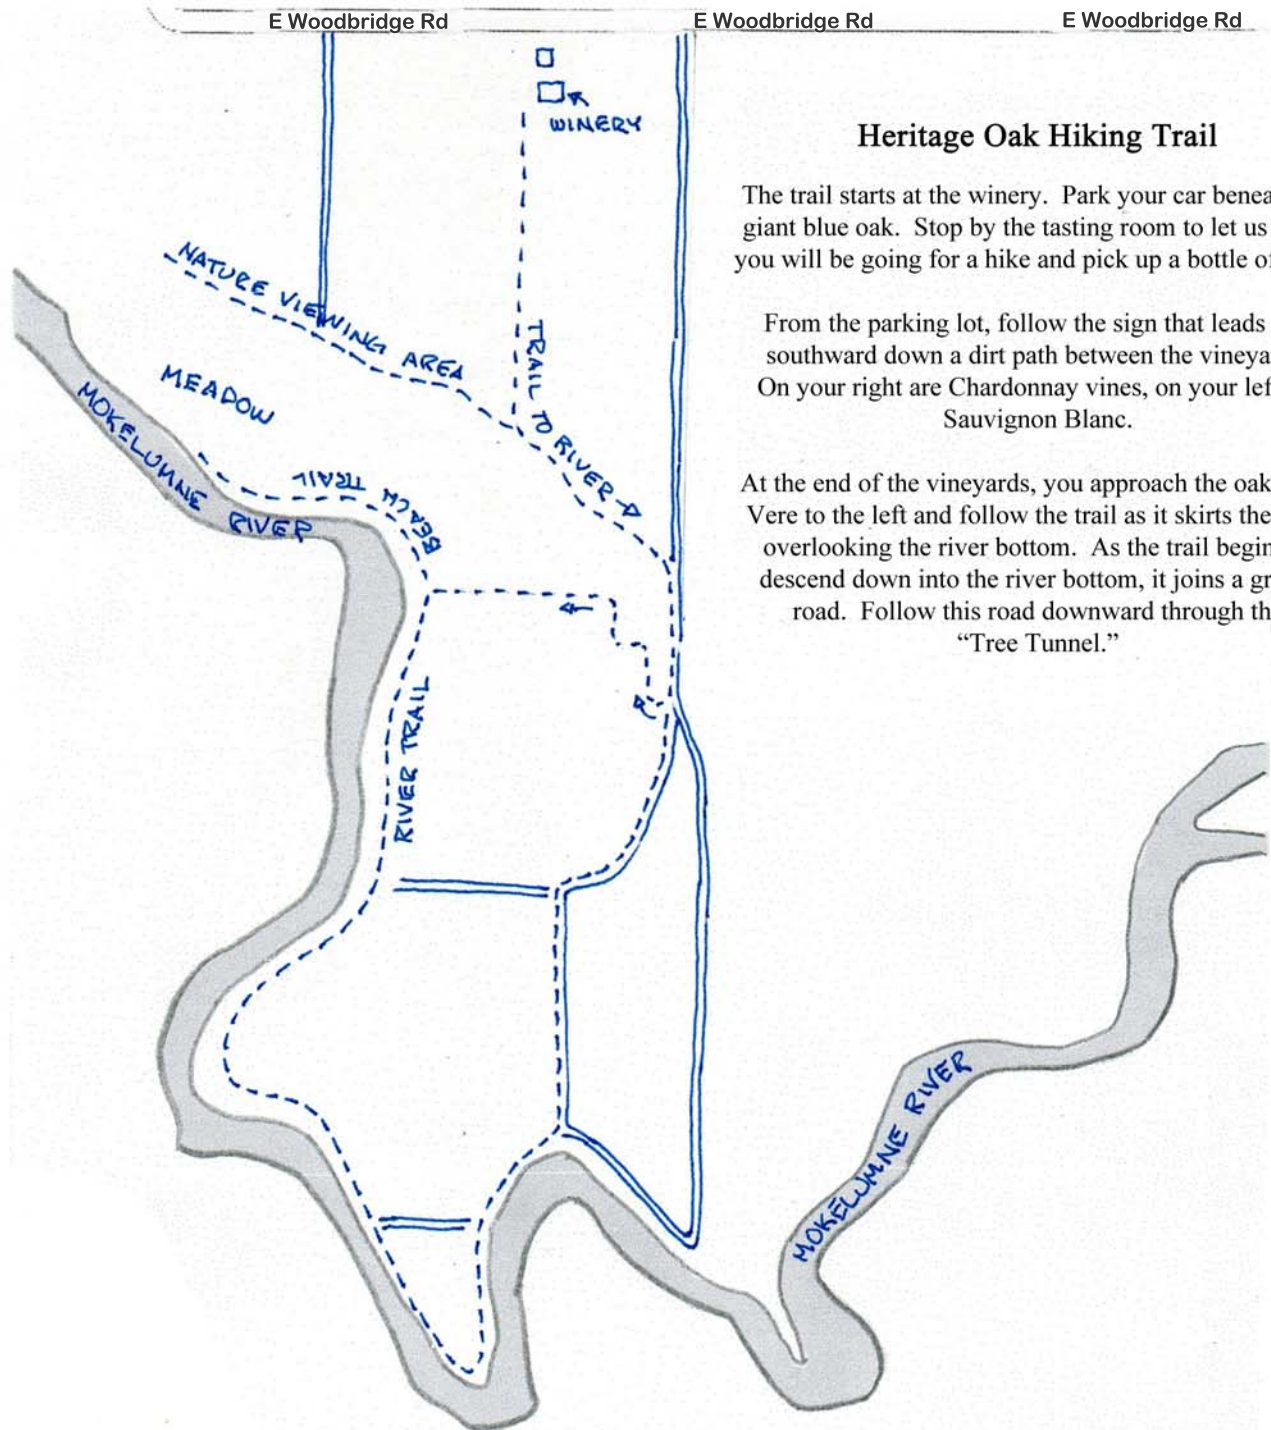 E Woodbridge Rd
E Woodbridge Rd
E Woodbridge Rd
WINERY
Heritage Oak Hiking Trail
The trail starts at the winery. Park your car benea
giant blue oak. Stop by the tasting room to let us
you will be going for a hike and pick up a bottle of
From the parking lot, follow the sign that leads
southward down a dirt path between the vineya
On your right are Chardonnay vines, on your lef
Sauvignon Blanc.
At the end of the vineyards, you approach the oak
Vere to the left and follow the trail as it skirts the
overlooking the river bottom. As the trail begin
descend down into the river bottom, it joins a gr
road. Follow this road downward through th
“Tree Tunnel.”
NATURE VIEWING AREA
TRAIL TO RIVER
MEADOW
MOKELUMNE RIVER
BEACH TRAIL
RIVER TRAIL
MOKELUMNE RIVER